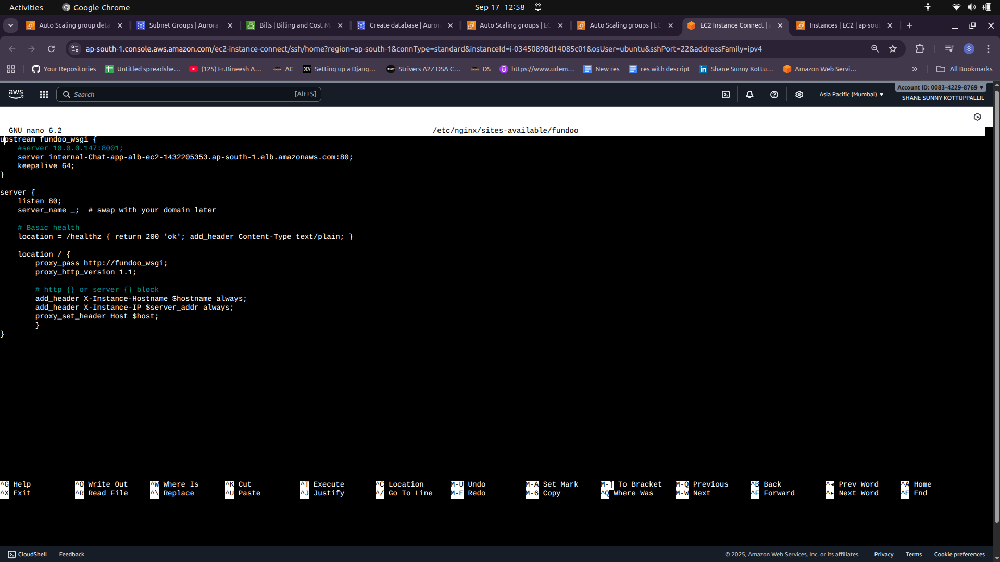 Activities Google Chrome Sep 17 12:58
Auto Scaling group deta Subnet Groups | Aurora Bills | Billing and Cost M Create database | Auror Auto Scaling groups | EC Auto Scaling groups | EC EC2 Instance Connect | Instances | EC2 | ap-sout
ap-south-1.console.aws.amazon.com/ec2-instance-connect/ssh/home?region=ap-south-1&connType=standard&instanceId=i-03450898d14085c01&osUser=ubuntu&sshPort=22&addressFamily=ipv4 S
Your Repositories Untitled spreadshe... (125) Fr.Bineesh A... AC DEV Setting up a Djang... TUF Strivers A2Z DSA C... DS https://www.udem... New res res with descript Shane Sunny Kottu... Amazon Web Servi... All Bookmarks
aws Search [Alt+S] Asia Pacific (Mumbai) Account ID: 0083-4229-8769
SHANE SUNNY KOTTUPPALLIL
GNU nano 6.2 /etc/nginx/sites-available/fundoo
upstream fundoo_wsgi {
#server 10.0.0.147:8001;
server internal-Chat-app-alb-ec2-1432205353.ap-south-1.elb.amazonaws.com:80;
keepalive 64;
}
server {
listen 80;
server_name _;  # swap with your domain later
# Basic health
location = /healthz { return 200 'ok'; add_header Content-Type text/plain; }
location / {
proxy_pass http://fundoo_wsgi;
proxy_http_version 1.1;
# http {} or server {} block
add_header X-Instance-Hostname $hostname always;
add_header X-Instance-IP $server_addr always;
proxy_set_header Host $host;
}
}
^G Help ^O Write Out ^W Where Is ^K Cut ^T Execute ^C Location M-U Undo M-A Set Mark M-] To Bracket M-Q Previous ^B Back ^◂ Prev Word ^A Home
^X Exit ^R Read File ^\ Replace ^U Paste ^J Justify ^/ Go To Line M-E Redo M-6 Copy ^Q Where Was M-W Next ^F Forward ^▸ Next Word ^E End
CloudShell Feedback © 2025, Amazon Web Services, Inc. or its affiliates. Privacy Terms Cookie preferences